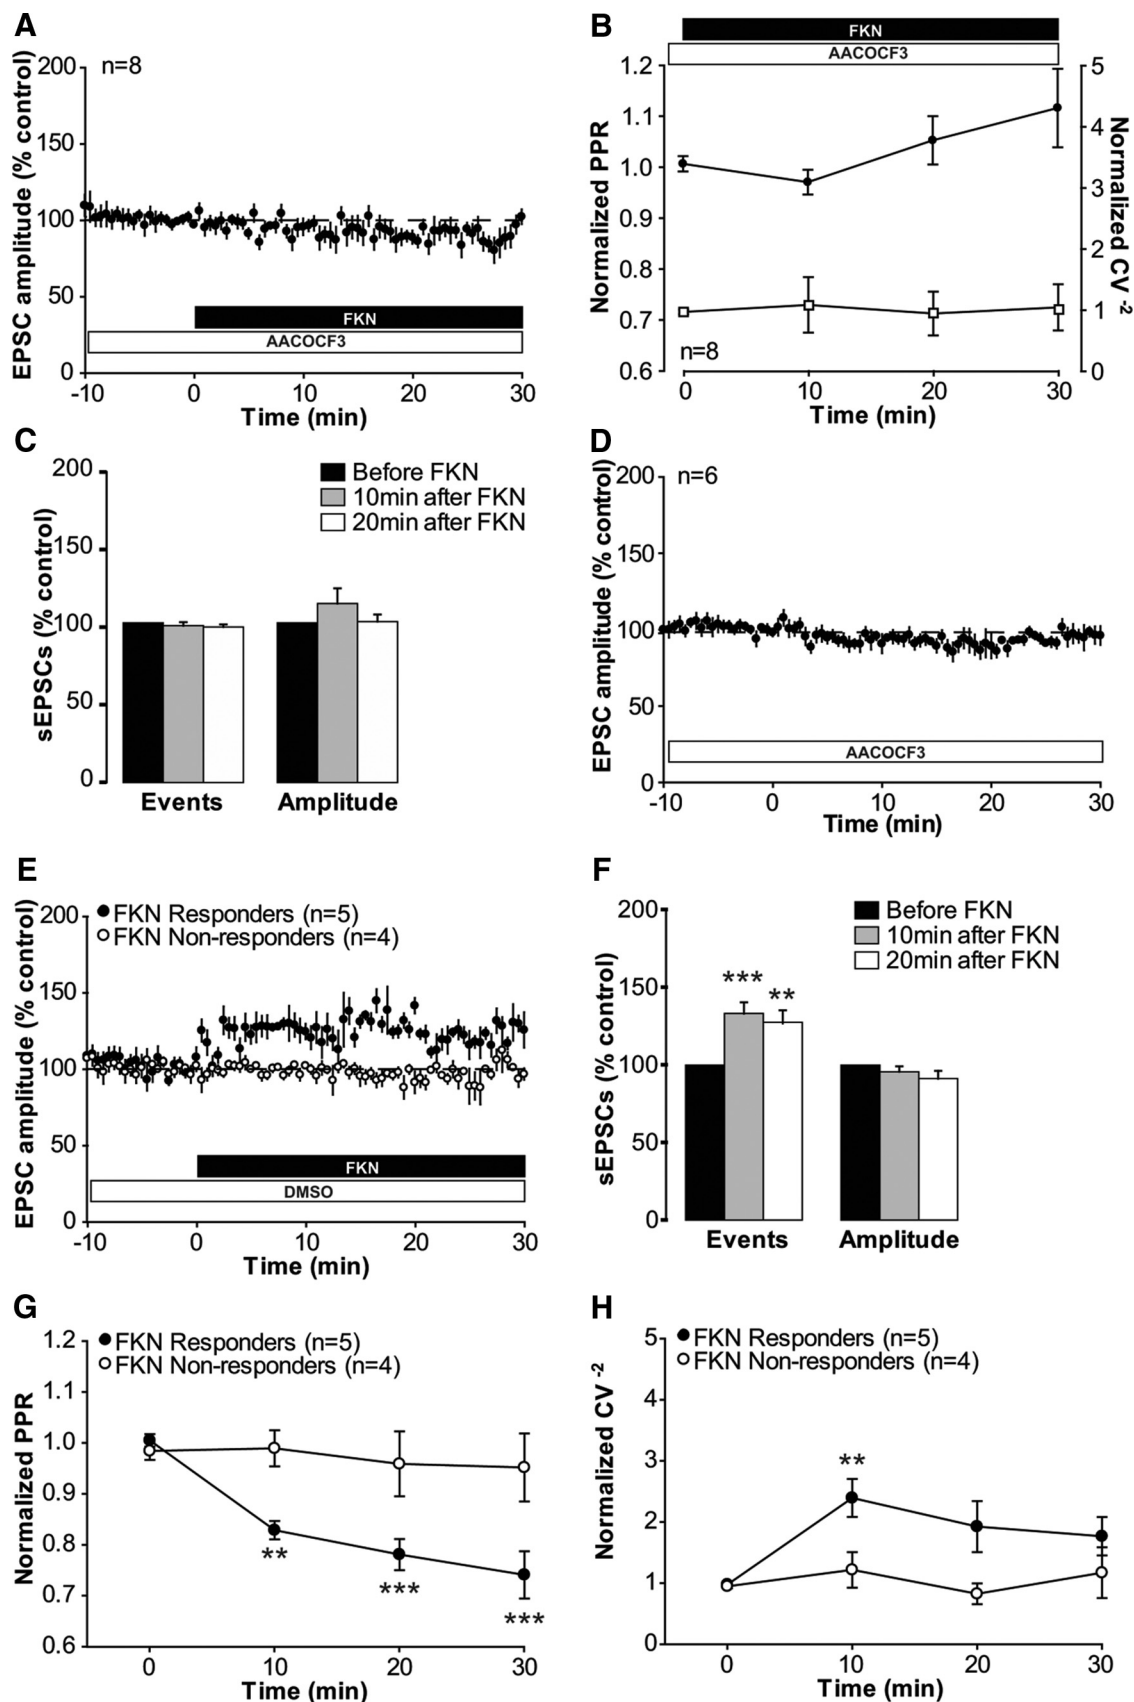 A
EPSC amplitude (% control)
200
150
100
50
0
n=8
FKN
AACOCF3
-10
0
10
20
30
Time (min)
B
FKN
AACOCF3
Normalized PPR
1.2
1.1
1.0
0.9
0.8
0.7
0.6
n=8
5
4
3
2
1
0
Normalized CV -2
0
10
20
30
Time (min)
C
sEPSCs (% control)
200
150
100
50
0
Before FKN
10min after FKN
20min after FKN
Events
Amplitude
D
EPSC amplitude (% control)
200
150
100
50
0
n=6
AACOCF3
-10
0
10
20
30
Time (min)
E
EPSC amplitude (% control)
200
150
100
50
0
FKN Responders (n=5)
FKN Non-responders (n=4)
FKN
DMSO
-10
0
10
20
30
Time (min)
F
sEPSCs (% control)
200
150
100
50
0
Before FKN
10min after FKN
20min after FKN
***
**
Events
Amplitude
G
Normalized PPR
1.2
1.1
1.0
0.9
0.8
0.7
0.6
FKN Responders (n=5)
FKN Non-responders (n=4)
**
***
***
0
10
20
30
Time (min)
H
Normalized CV -2
5
4
3
2
1
0
FKN Responders (n=5)
FKN Non-responders (n=4)
**
0
10
20
30
Time (min)